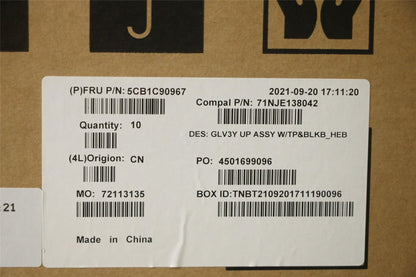 (P)FRU P/N: 5CB1C90967
2021-09-20 17:11:20
Compal P/N: 71NJE138042
Quantity: 10
DES: GLV3Y UP ASSY W/TP&BLKB_HEB
(4L)Origion: CN
PO: 4501699096
MO: 72113135
BOX ID:TNBT2109201711190096
:21
Made in China